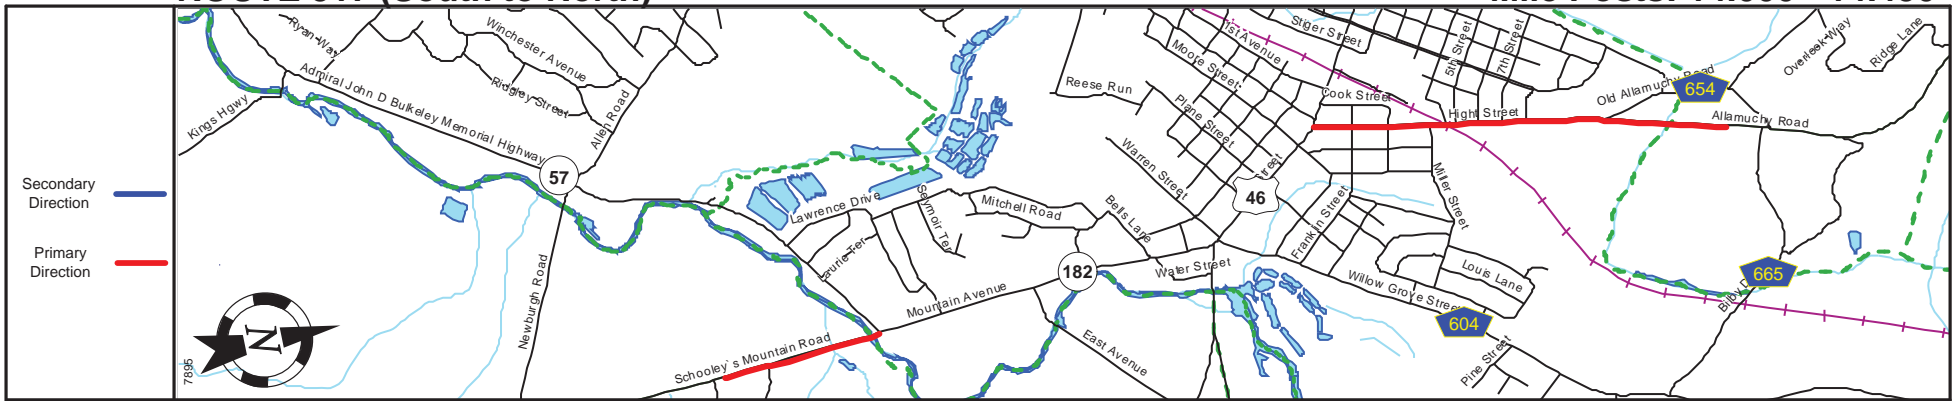 Secondary
Direction
Primary
Direction
Ryan Way
Winchester Avenue
Ridgley Street
Admiral John D Bulkeley Memorial Highway
Kings Hgwy
Allen Road
57
Newburgh Road
7895
N
Lawrence Drive
Seymoir Ter
Laurie Ter
Mitchell Road
Mountain Avenue
Schooley's Mountain Road
182
Bells Lane
Water Street
East Avenue
Reese Run
Moore Street
1st Avenue
Stiger Street
Plane Street
Warren Street
Cook Street
46
Franklin Street
Miller Street
Willow Grove Street
Louis Lane
604
Pine Street
5th Street
7th Street
Hight Street
Old Allamuchy Road
654
Allamuchy Road
Overlook Way
Ridge Lane
665